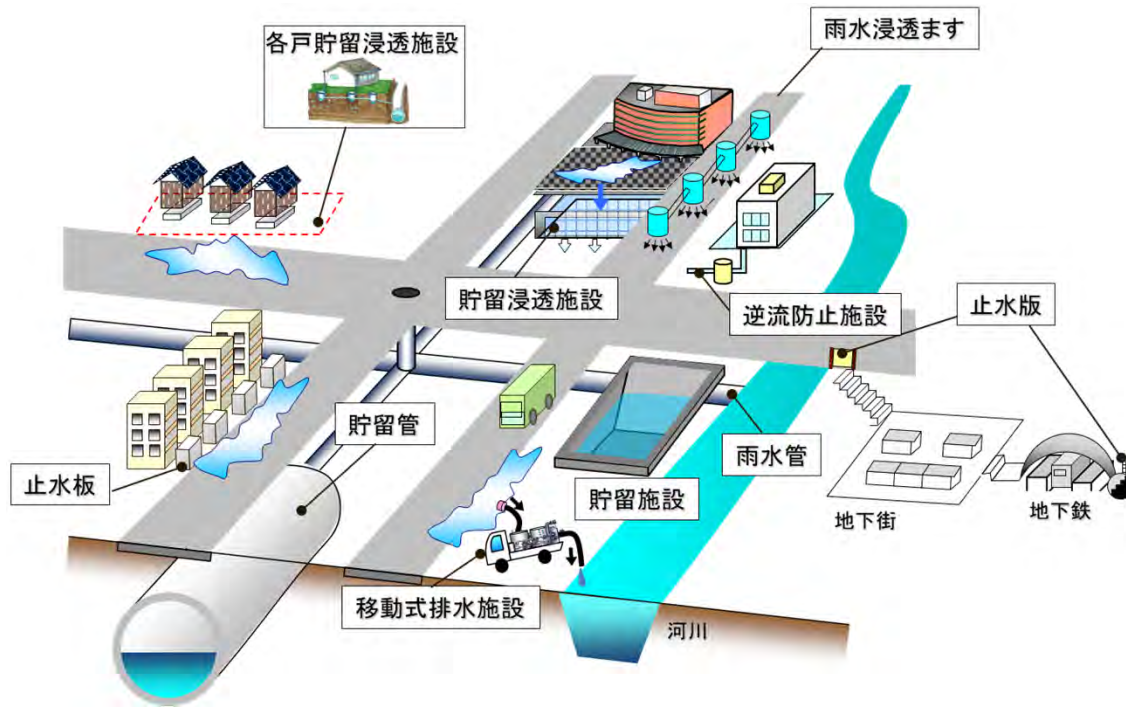 雨水浸透ます
各戸貯留浸透施設
貯留浸透施設
逆流防止施設
止水版
貯留管
雨水管
止水板
貯留施設
地下街
地下鉄
移動式排水施設
河川